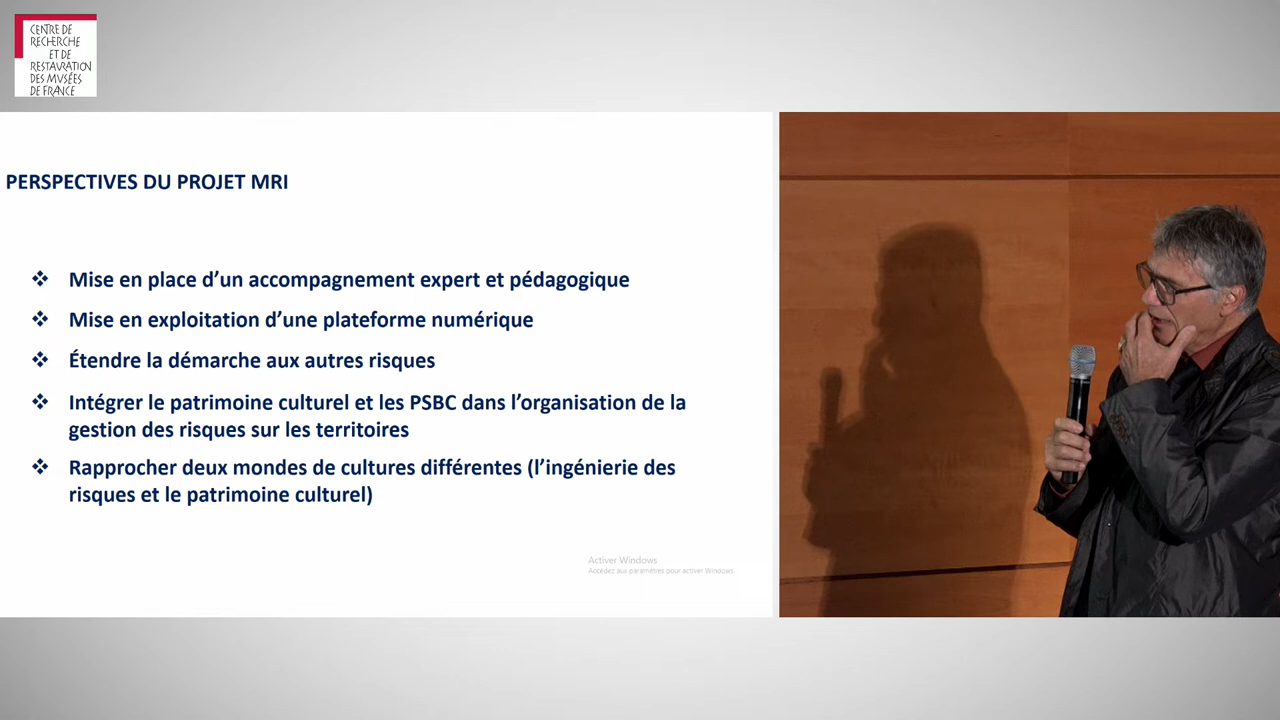 CENTRE DE
RECHERCHE
ET DE
RESTAURATION
DES MUSÉES
DE FRANCE
PERSPECTIVES DU PROJET MRI
❖ Mise en place d’un accompagnement expert et pédagogique
❖ Mise en exploitation d’une plateforme numérique
❖ Étendre la démarche aux autres risques
❖ Intégrer le patrimoine culturel et les PSBC dans l’organisation de la
gestion des risques sur les territoires
❖ Rapprocher deux mondes de cultures différentes (l’ingénierie des
risques et le patrimoine culturel)
Activer Windows
Accédez aux paramètres pour activer Windows.